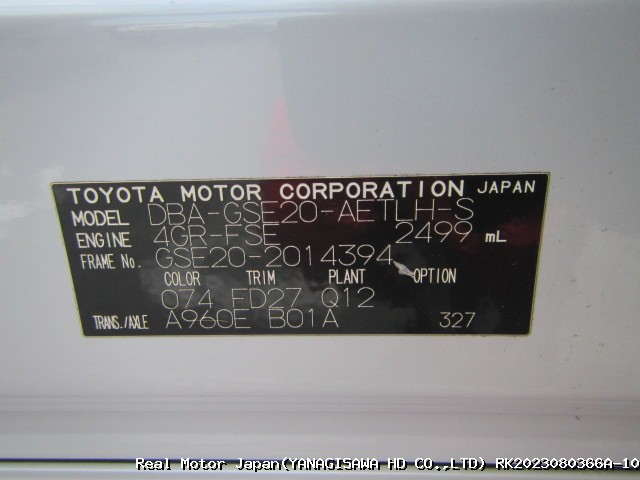 TOYOTA MOTOR CORPORATION JAPAN
MODEL DBA-GSE20-AETLH-S
ENGINE 4GR-FSE 2499 mL
FRAME No. GSE20-2014394
COLOR TRIM PLANT OPTION
074 FD27 Q12
TRANS./AXLE A960E B01A 327
Real Motor Japan(YANAGISAWA HD CO.,LTD) RK2023080366A-10